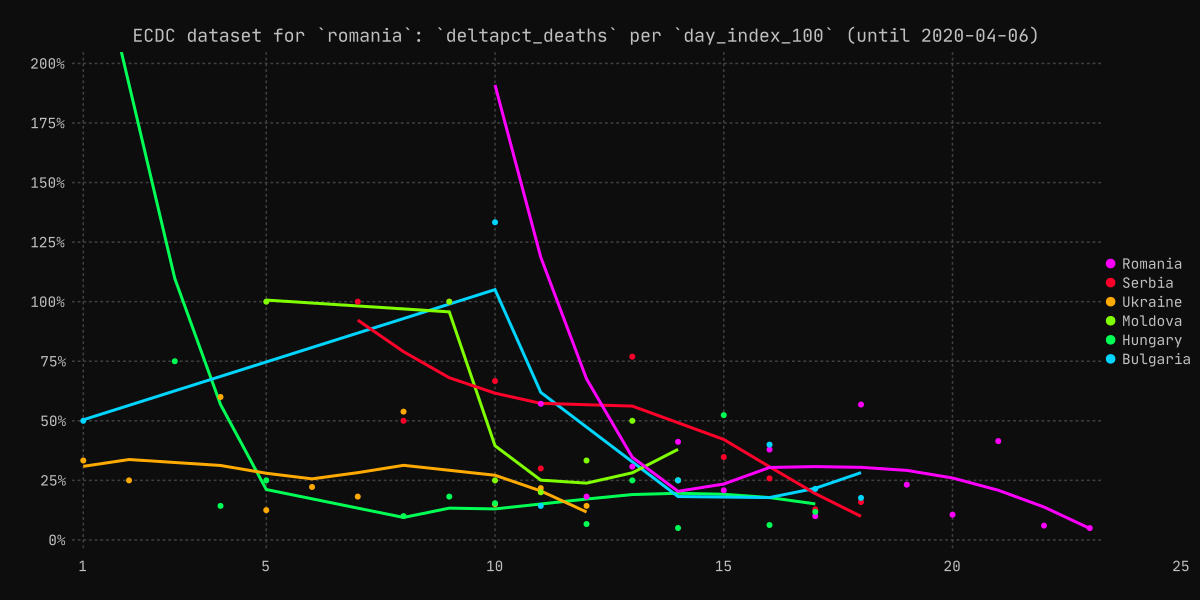 ECDC dataset for `romania`: `deltapct_deaths` per `day_index_100` (until 2020-04-06)
200%
175%
150%
125%
100%
75%
50%
25%
0%
1 5 10 15 20 25
Romania
Serbia
Ukraine
Moldova
Hungary
Bulgaria